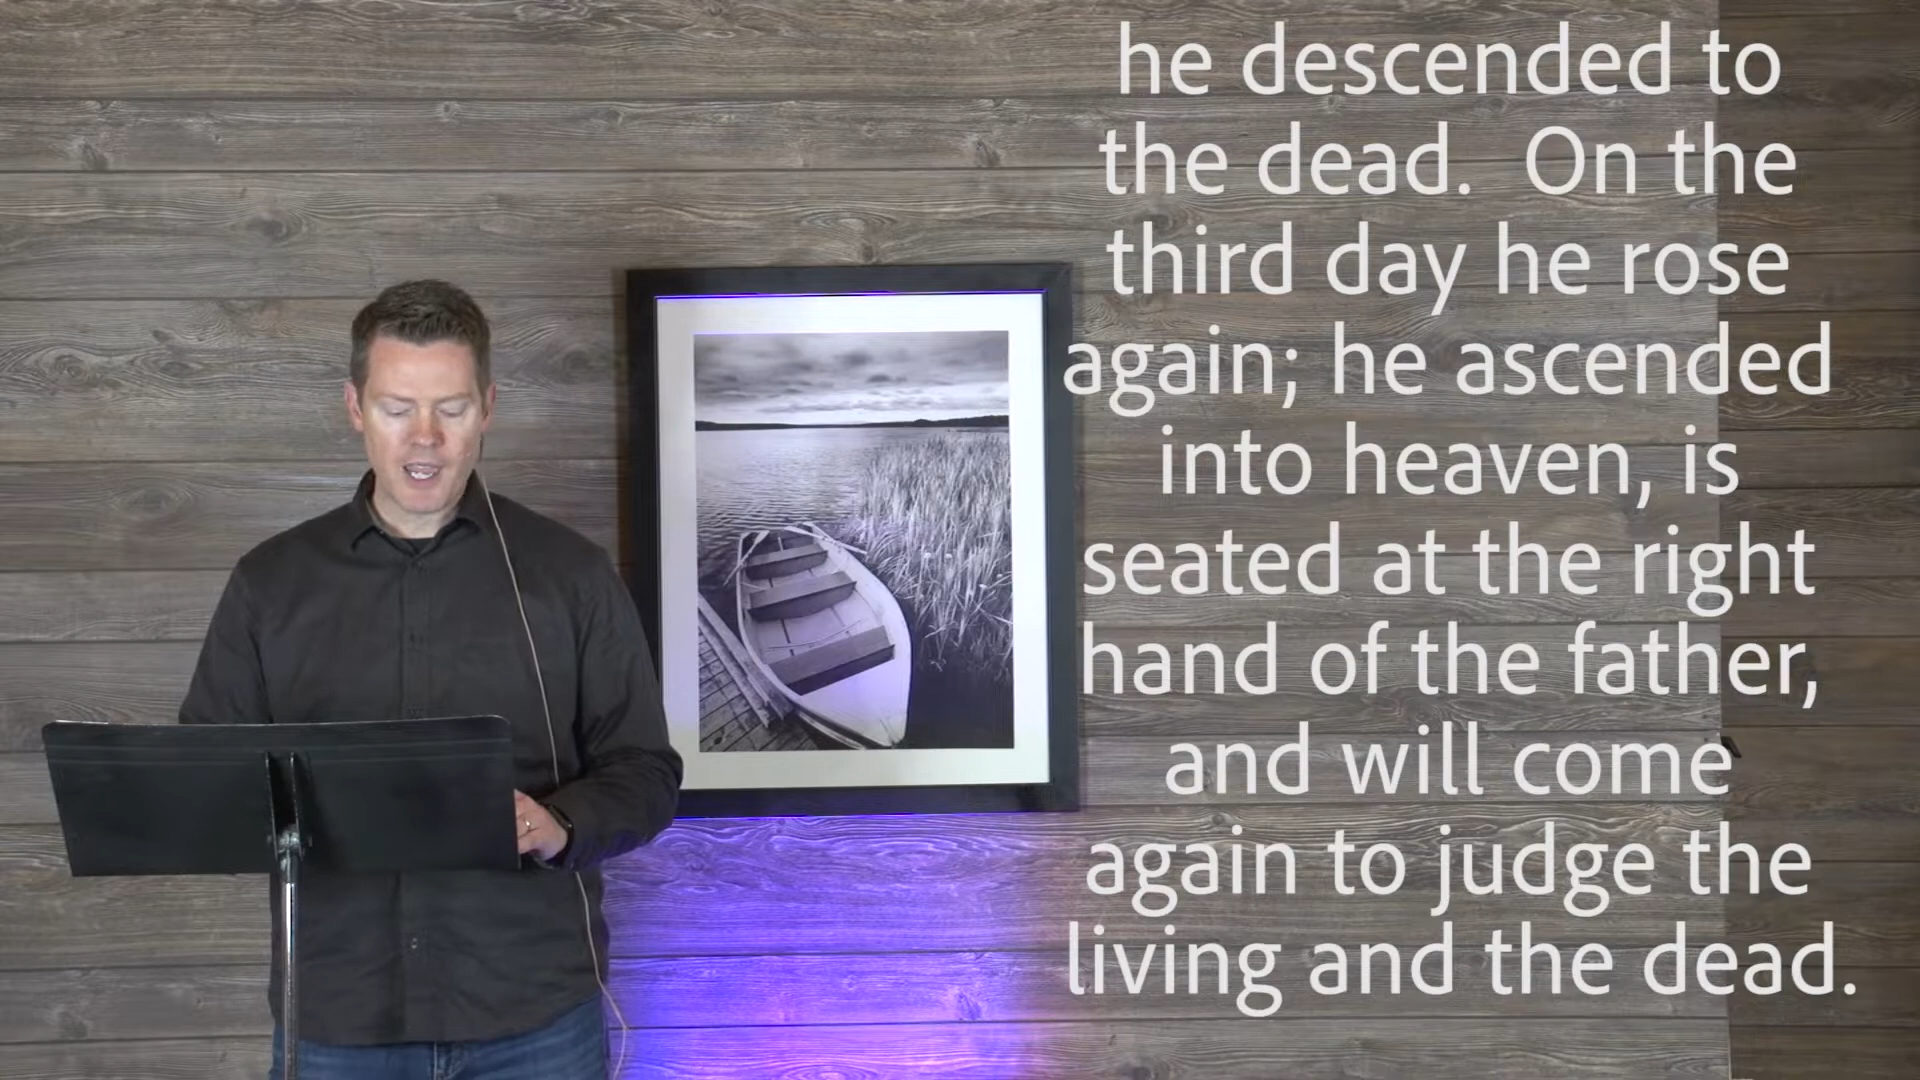 he descended to
the dead.  On the
third day he rose
again; he ascended
into heaven, is
seated at the right
hand of the father,
and will come
again to judge the
living and the dead.